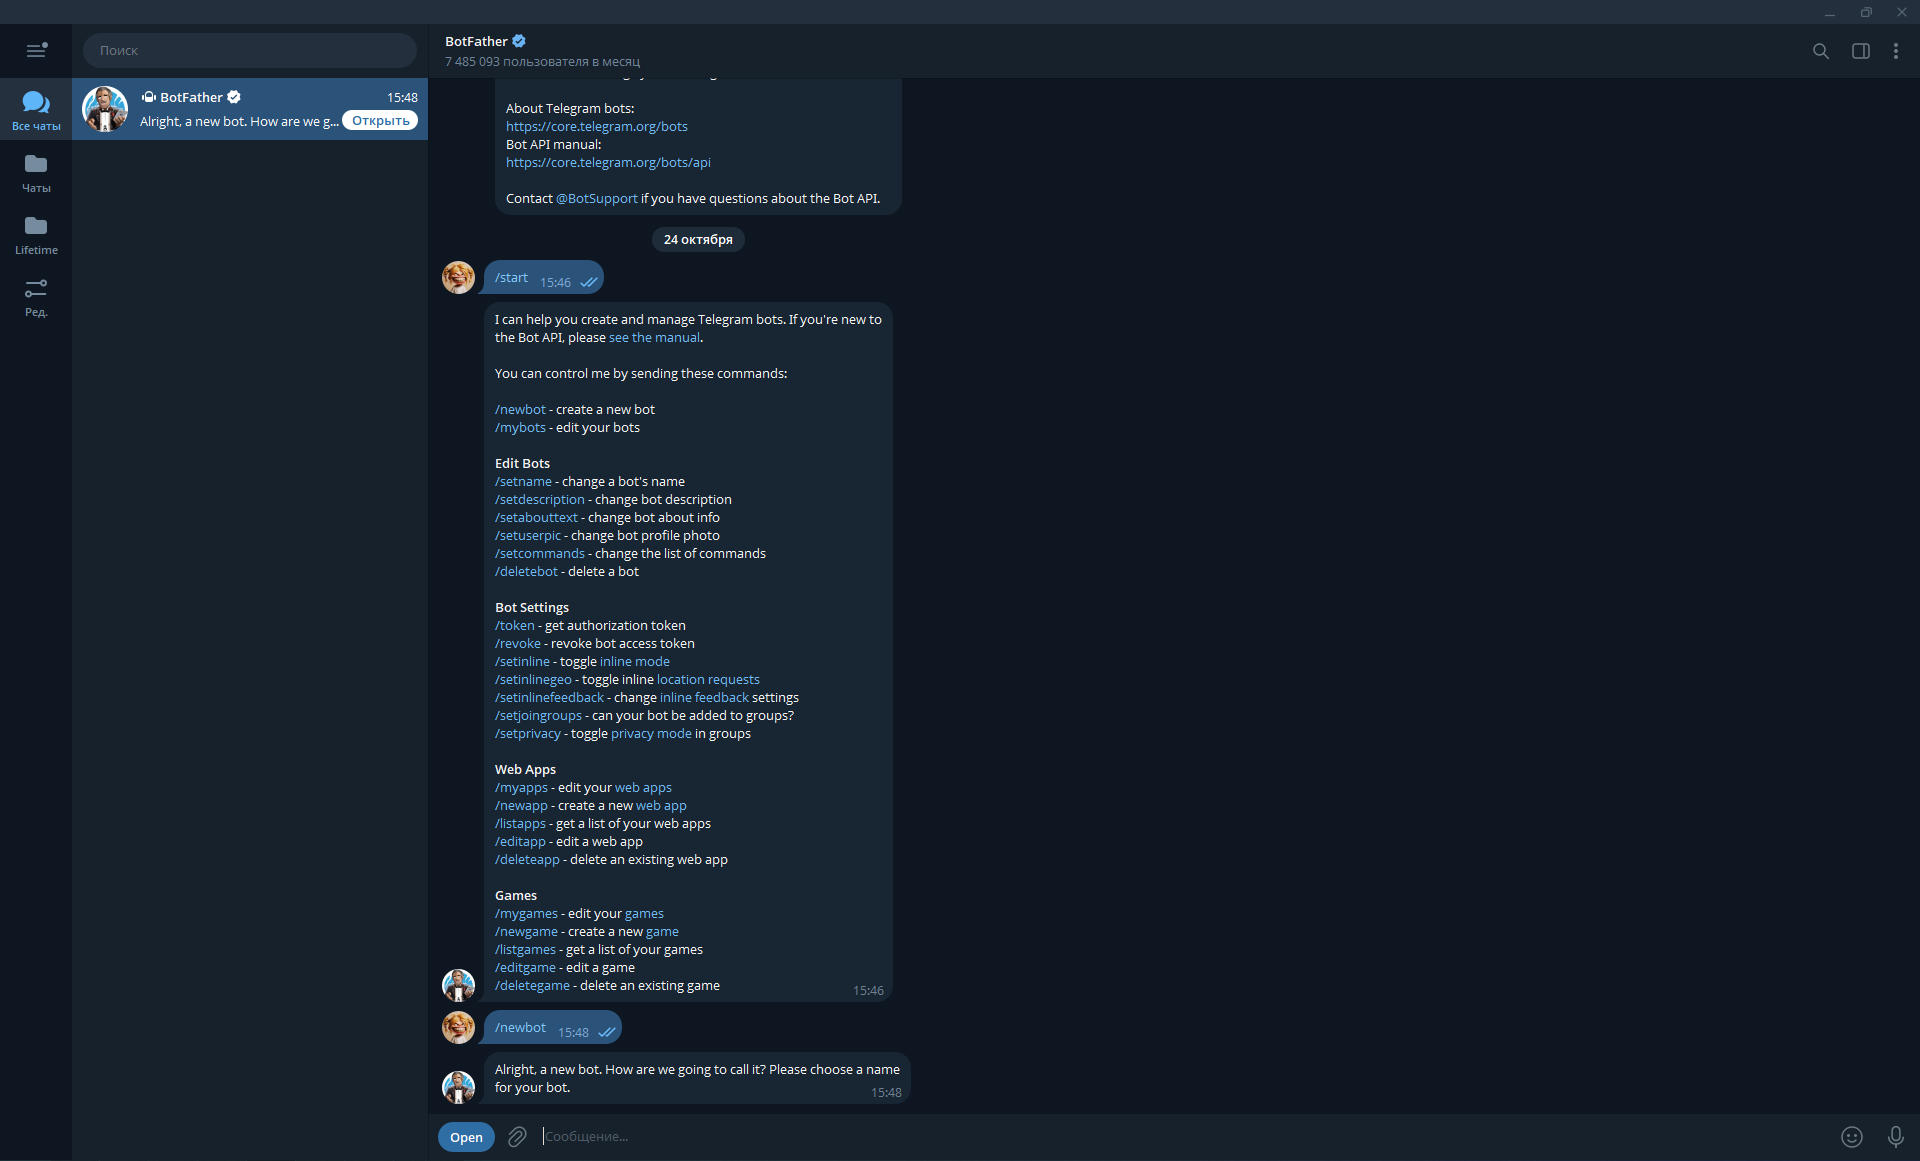 Поиск
BotFather
7 485 093 пользователя в месяц
Все чаты
Чаты
Lifetime
Ред.
BotFather
15:48
Alright, a new bot. How are we g...
Открыть
About Telegram bots:
https://core.telegram.org/bots
Bot API manual:
https://core.telegram.org/bots/api
Contact @BotSupport if you have questions about the Bot API.
24 октября
/start 15:46
I can help you create and manage Telegram bots. If you're new to
the Bot API, please see the manual.
You can control me by sending these commands:
/newbot - create a new bot
/mybots - edit your bots
Edit Bots
/setname - change a bot's name
/setdescription - change bot description
/setabouttext - change bot about info
/setuserpic - change bot profile photo
/setcommands - change the list of commands
/deletebot - delete a bot
Bot Settings
/token - get authorization token
/revoke - revoke bot access token
/setinline - toggle inline mode
/setinlinegeo - toggle inline location requests
/setinlinefeedback - change inline feedback settings
/setjoingroups - can your bot be added to groups?
/setprivacy - toggle privacy mode in groups
Web Apps
/myapps - edit your web apps
/newapp - create a new web app
/listapps - get a list of your web apps
/editapp - edit a web app
/deleteapp - delete an existing web app
Games
/mygames - edit your games
/newgame - create a new game
/listgames - get a list of your games
/editgame - edit a game
/deletegame - delete an existing game
15:46
/newbot 15:48
Alright, a new bot. How are we going to call it? Please choose a name
for your bot.
15:48
Open
Сообщение...